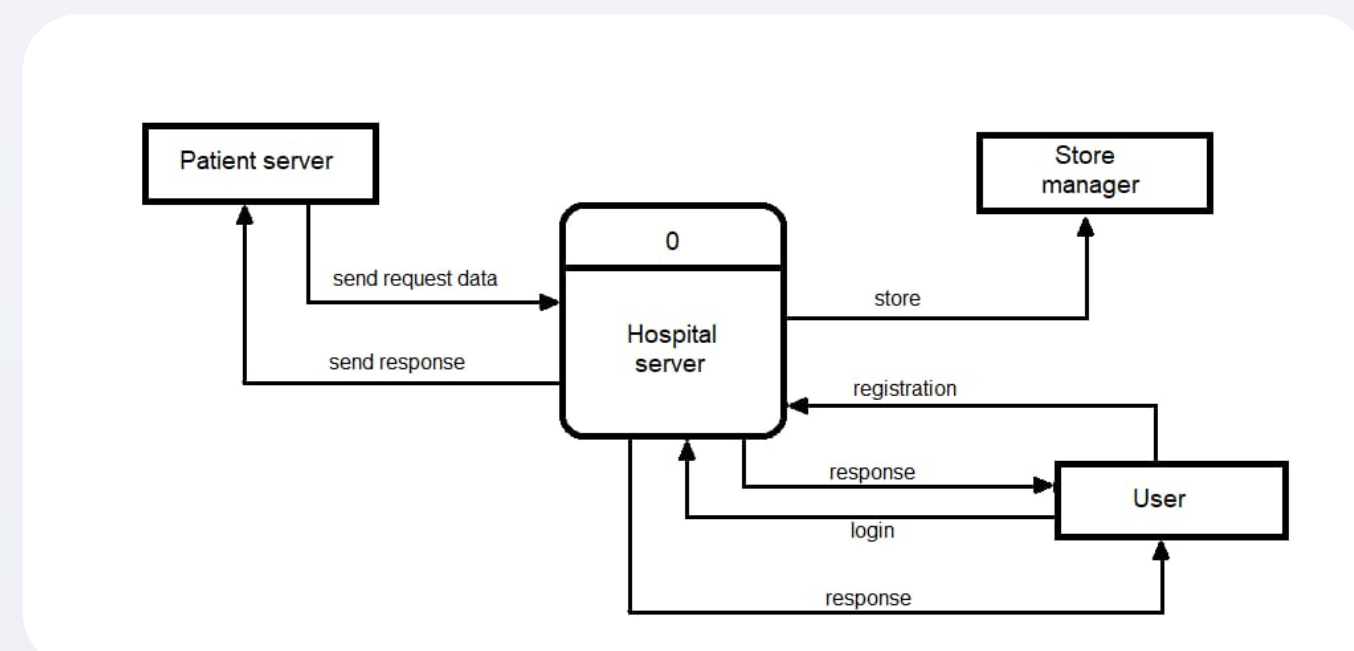 Patient server
Store
manager
0
send request data
store
Hospital
server
send response
registration
response
User
login
response